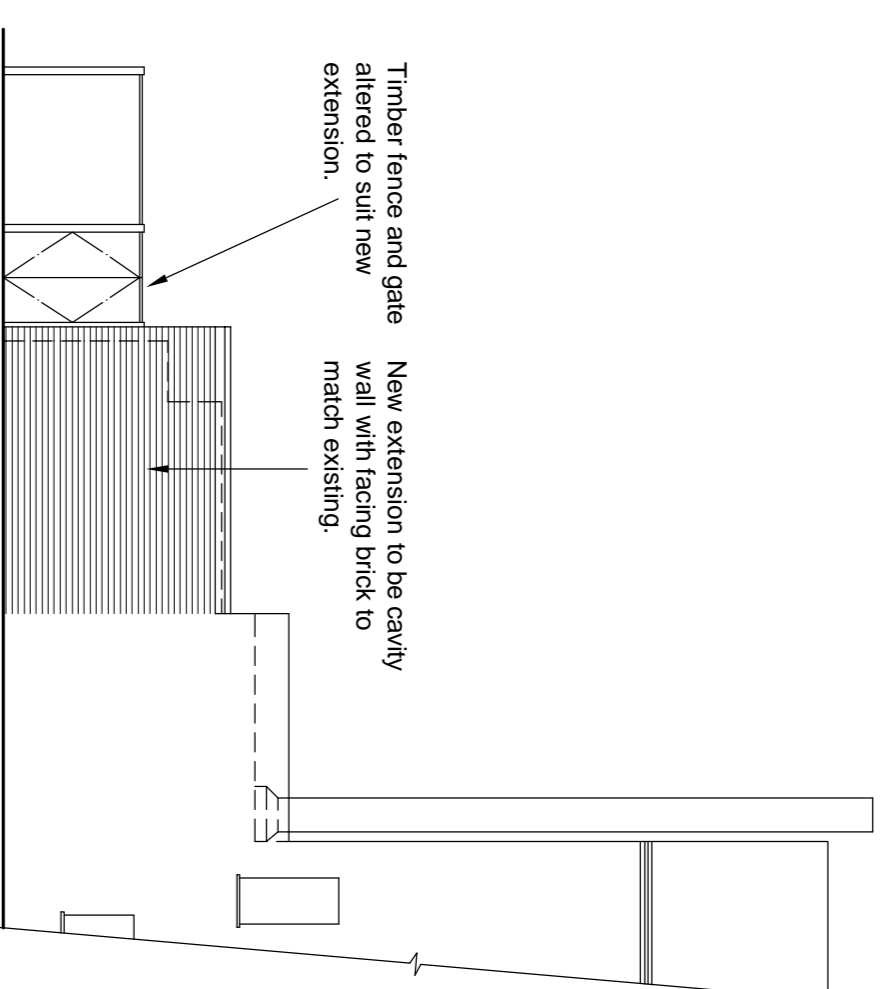 Timber fence and gate
altered to suit new
extension.
New extension to be cavity
wall with facing brick to
match existing.